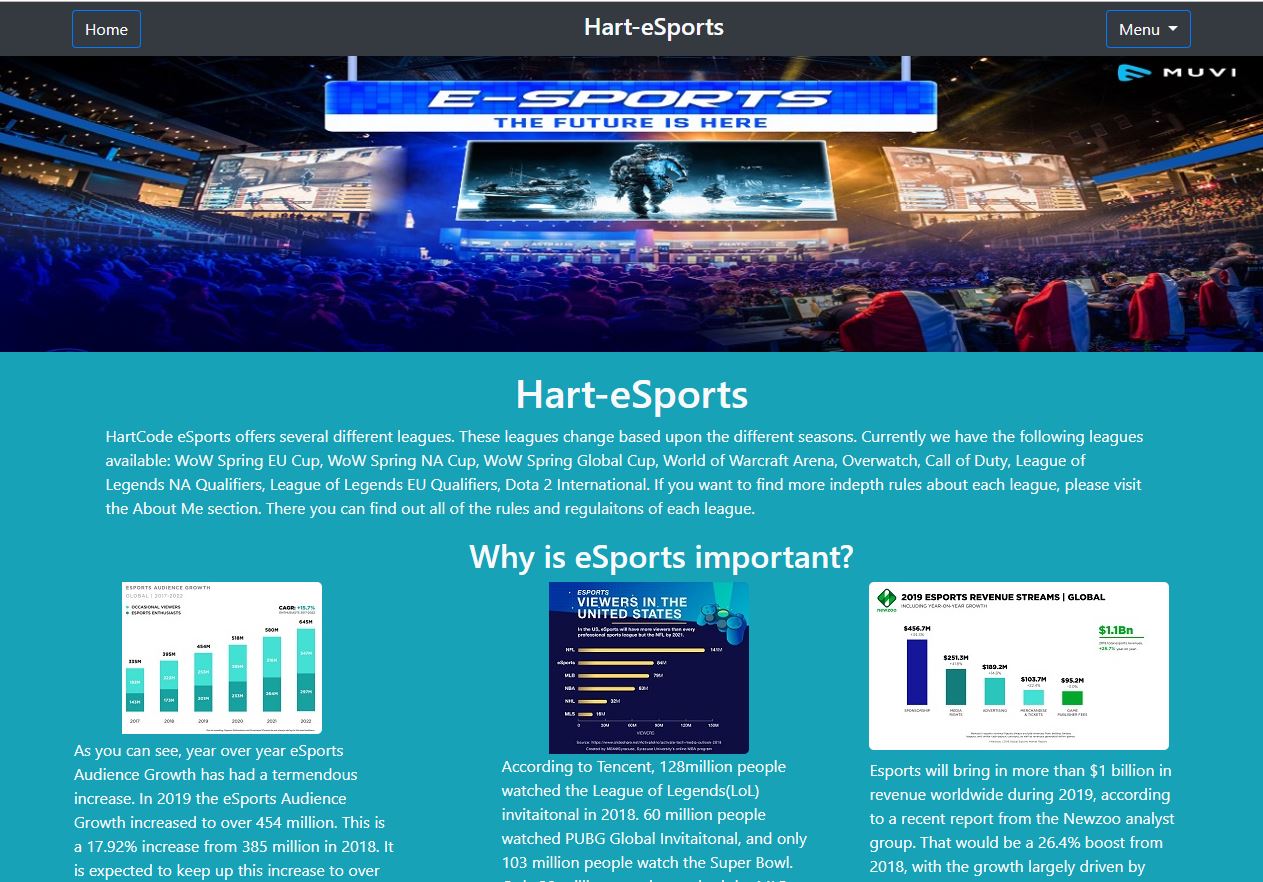 Home
Hart-eSports
Menu
MUVI
E-SPORTS
THE FUTURE IS HERE
Hart-eSports
HartCode eSports offers several different leagues. These leagues change based upon the different seasons. Currently we have the following leagues
available: WoW Spring EU Cup, WoW Spring NA Cup, WoW Spring Global Cup, World of Warcraft Arena, Overwatch, Call of Duty, League of
Legends NA Qualifiers, League of Legends EU Qualifiers, Dota 2 International. If you want to find more indepth rules about each league, please visit
the About Me section. There you can find out all of the rules and regulaitons of each league.
Why is eSports important?
ESPORTS AUDIENCE GROWTH
GLOBAL | 2017-2022
OCCASIONAL VIEWERS
ESPORTS ENTHUSIASTS
CAGR: +15.7%
335M
395M
454M
518M
580M
645M
143M
173M
201M
2017
2018
2019
2020
2021
2022
ESPORTS
VIEWERS IN THE
UNITED STATES
In the US, eSports will have more viewers than every
professional sports league but the NFL by 2021.
NFL 141M
eSports 84M
MLB 79M
NBA 63M
NHL 32M
MLS 16M
0 30M 60M 90M 120M 150M
VIEWERS
newzoo
2019 ESPORTS REVENUE STREAMS | GLOBAL
INCLUDING YEAR-ON-YEAR GROWTH
$456.7M
$251.3M
$189.2M
$103.7M
$95.2M
$1.1Bn
SPONSORSHIP
MEDIA
RIGHTS
ADVERTISING
MERCHANDISE
& TICKETS
GAME
PUBLISHER FEES
As you can see, year over year eSports
Audience Growth has had a termendous
increase. In 2019 the eSports Audience
Growth increased to over 454 million. This is
a 17.92% increase from 385 million in 2018. It
is expected to keep up this increase to over
According to Tencent, 128million people
watched the League of Legends(LoL)
invitaitonal in 2018. 60 million people
watched PUBG Global Invitaitonal, and only
103 million people watch the Super Bowl.
Esports will bring in more than $1 billion in
revenue worldwide during 2019, according
to a recent report from the Newzoo analyst
group. That would be a 26.4% boost from
2018, with the growth largely driven by